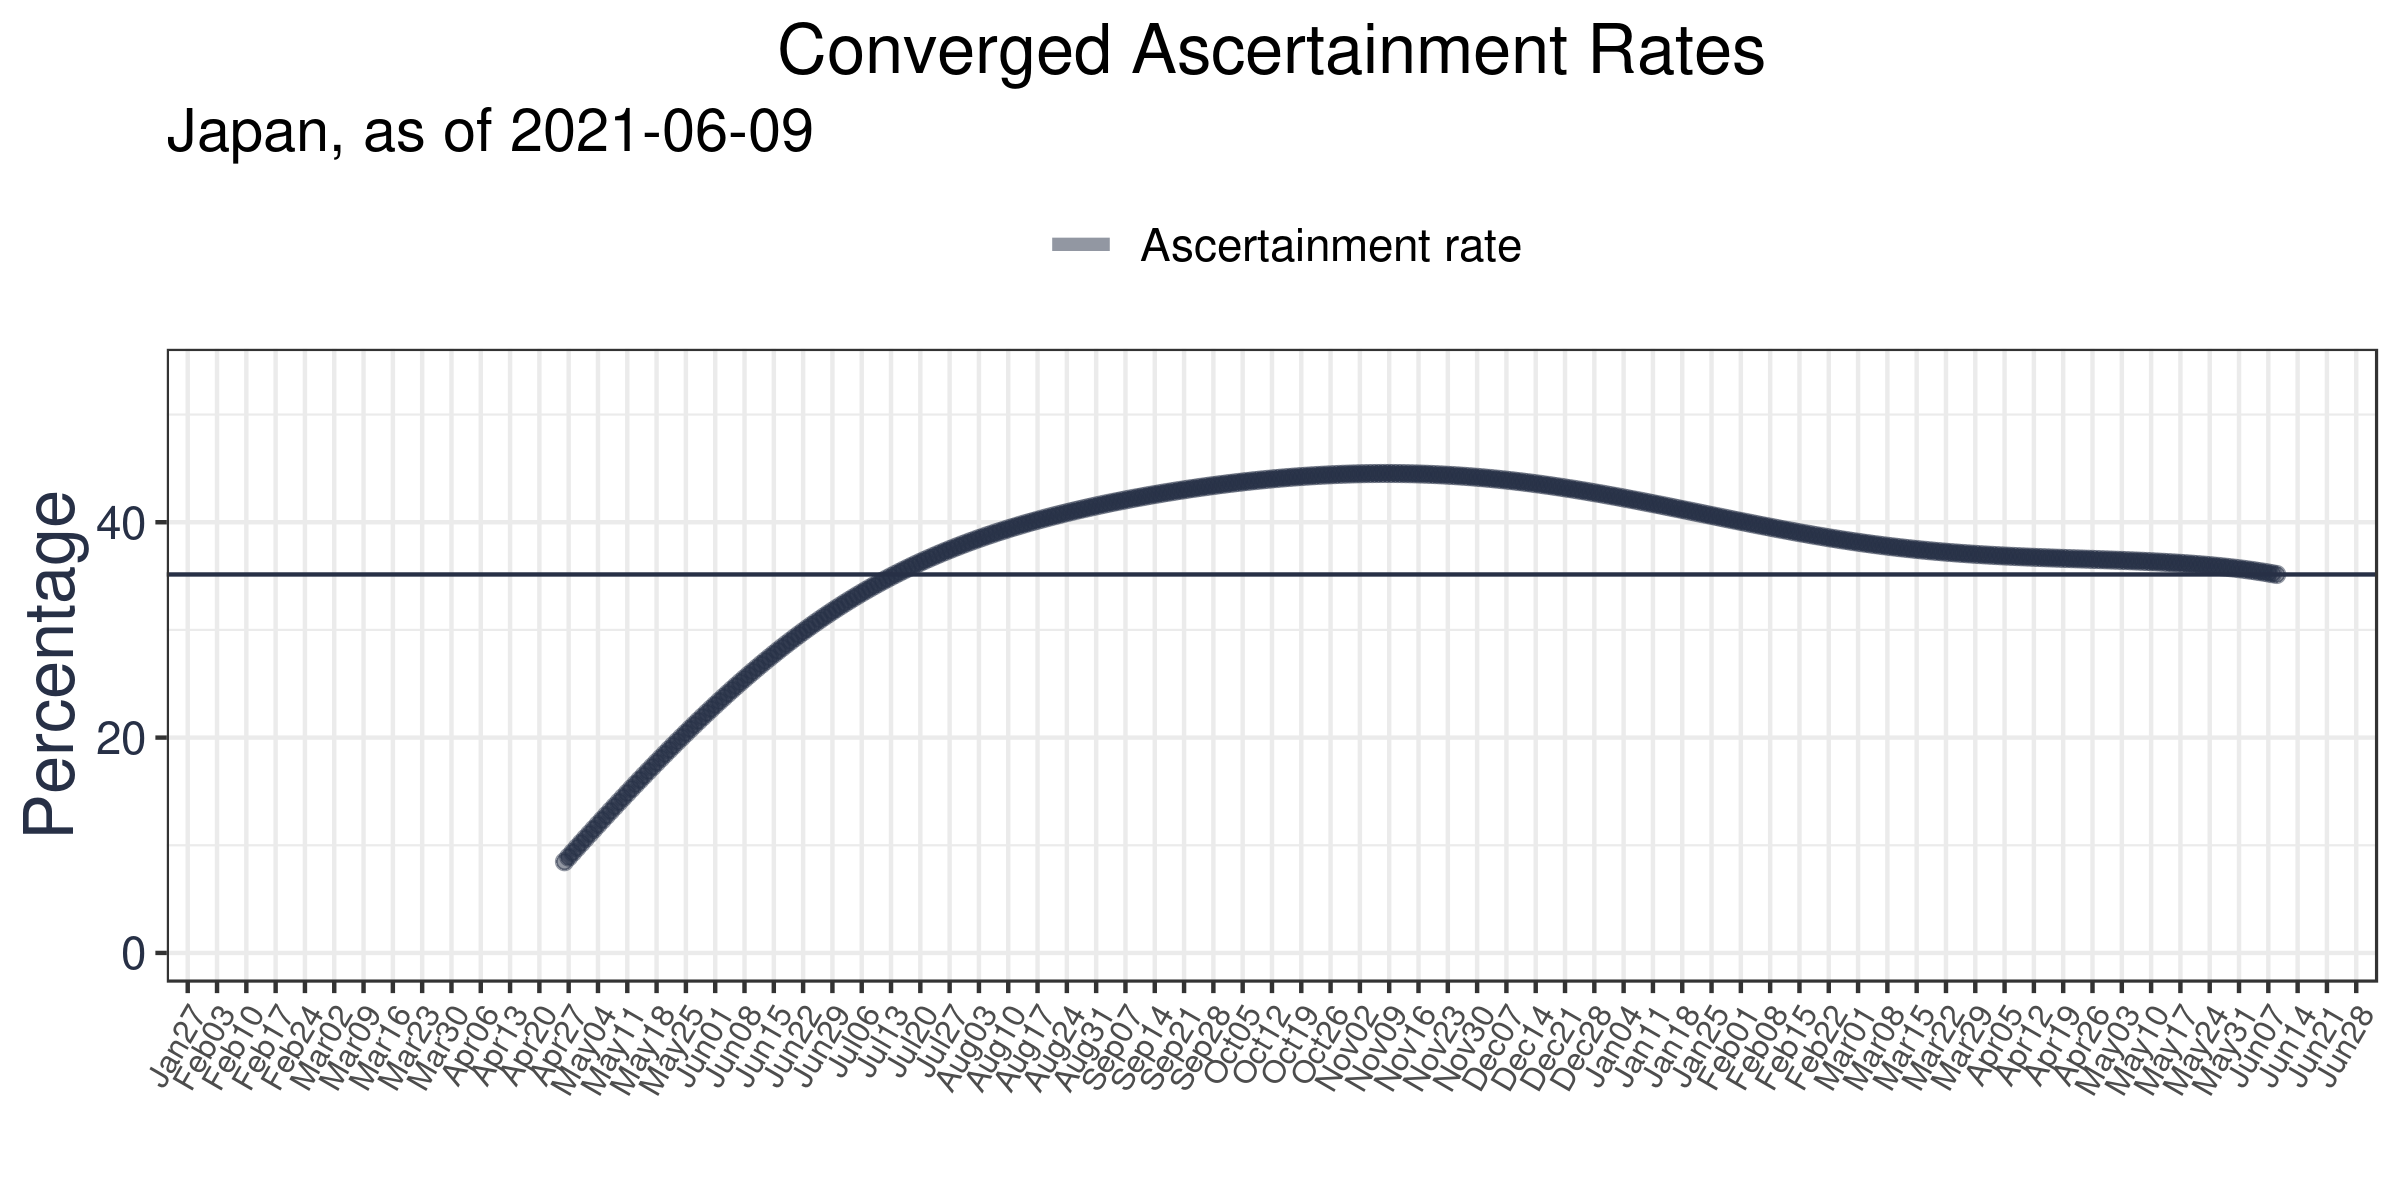 Converged Ascertainment Rates
Japan, as of 2021-06-09
Ascertainment rate
Percentage
40
20
0
Jan27 Feb03 Feb10 Feb17 Feb24 Mar02 Mar09 Mar16 Mar23 Mar30 Apr06 Apr13 Apr20 Apr27 May04 May11 May18 May25 Jun01 Jun08 Jun15 Jun22 Jun29 Jul06 Jul13 Jul20 Jul27 Aug03 Aug10 Aug17 Aug24 Aug31 Sep07 Sep14 Sep21 Sep28 Oct05 Oct12 Oct19 Oct26 Nov02 Nov09 Nov16 Nov23 Nov30 Dec07 Dec14 Dec21 Dec28 Jan04 Jan11 Jan18 Jan25 Feb01 Feb08 Feb15 Feb22 Mar01 Mar08 Mar15 Mar22 Mar29 Apr05 Apr12 Apr19 Apr26 May03 May10 May17 May24 May31 Jun07 Jun14 Jun21 Jun28